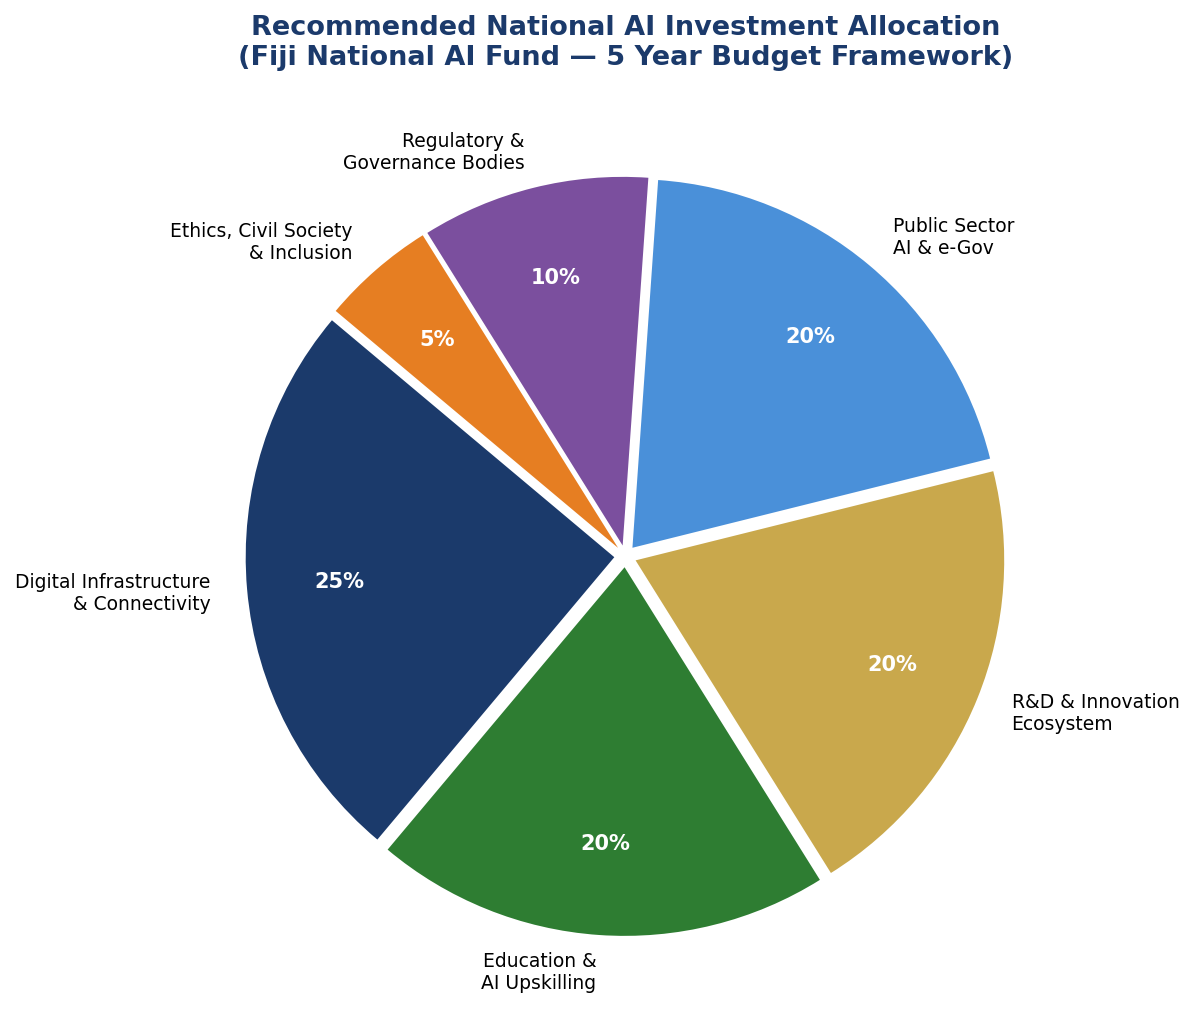 Recommended National AI Investment Allocation
(Fiji National AI Fund — 5 Year Budget Framework)
Regulatory &
Governance Bodies
10%
Ethics, Civil Society
& Inclusion
5%
Public Sector
AI & e-Gov
20%
Digital Infrastructure
& Connectivity
25%
R&D & Innovation
Ecosystem
20%
Education &
AI Upskilling
20%